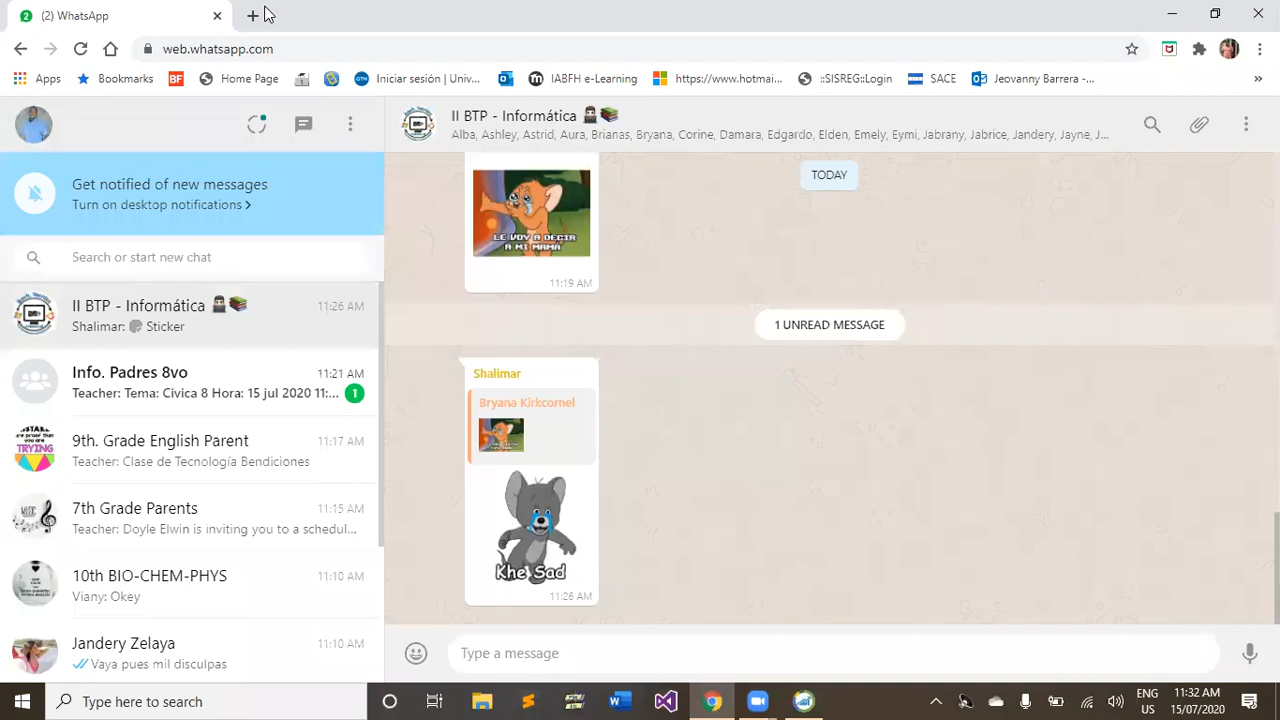 2
(2) WhatsApp
web.whatsapp.com
Apps
Bookmarks
BF
Home Page
Iniciar sesión | Univ...
IABFH e-Learning
https://www.hotmai...
::SISREG::Login
SACE
Jeovanny Barrera -...
»
Get notified of new messages
Turn on desktop notifications >
Search or start new chat
II BTP - Informática
11:26 AM
Shalimar: Sticker
Info. Padres 8vo
11:21 AM
Teacher: Tema: Civica 8 Hora: 15 jul 2020 11:...
1
9th. Grade English Parent
11:17 AM
Teacher: Clase de Tecnología Bendiciones
TRYING
7th Grade Parents
11:15 AM
Teacher: Doyle Elwin is inviting you to a schedul...
10th BIO-CHEM-PHYS
11:10 AM
Viany: Okey
Jandery Zelaya
11:10 AM
Vaya pues mil disculpas
II BTP - Informática
Alba, Ashley, Astrid, Aura, Brianas, Bryana, Corine, Damara, Edgardo, Elden, Emely, Eymi, Jabrany, Jabrice, Jandery, Jayne, J...
TODAY
LE VOY A DECIR
A MI MAMA
11:19 AM
1 UNREAD MESSAGE
Shalimar
Bryana Kirkcornel
Khe Sad
11:26 AM
Type a message
Type here to search
ENG
US
11:32 AM
15/07/2020